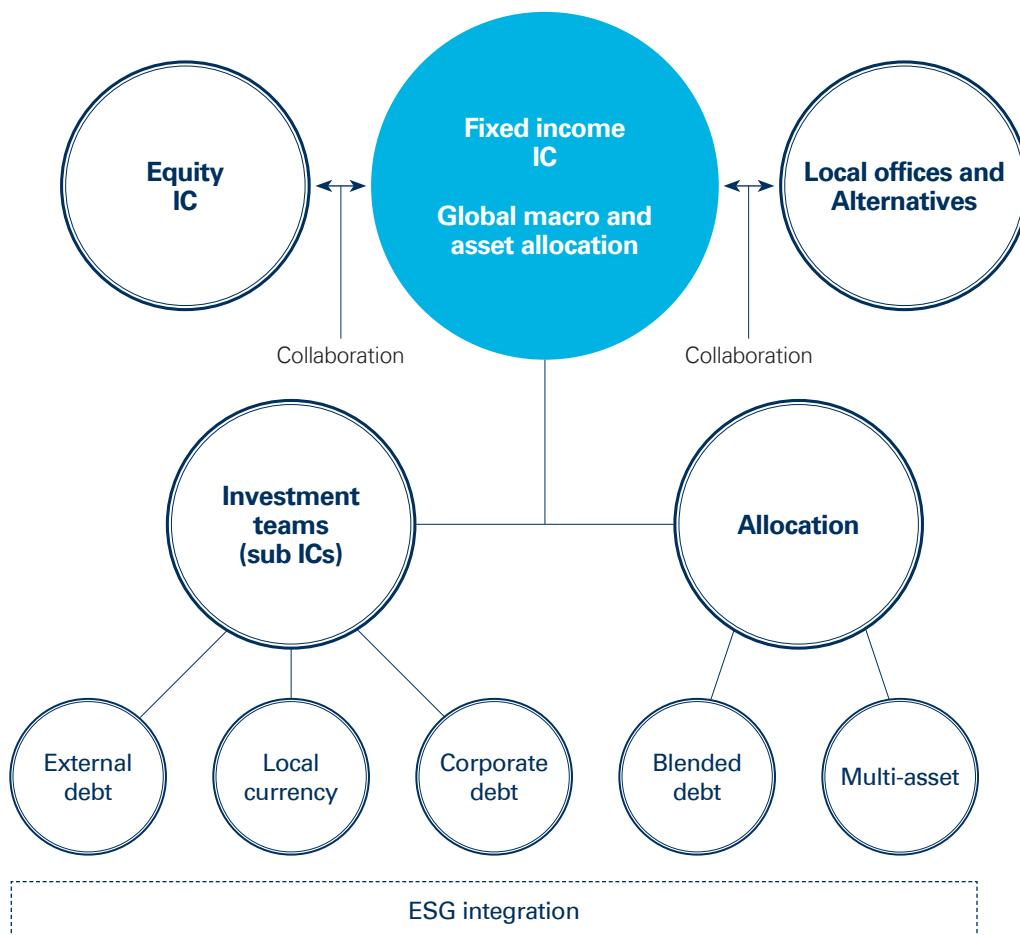 Equity
IC
Fixed income
IC
Global macro and
asset allocation
Local offices and
Alternatives
Collaboration
Collaboration
Investment
teams
(sub ICs)
Allocation
External
debt
Local
currency
Corporate
debt
Blended
debt
Multi-asset
ESG integration